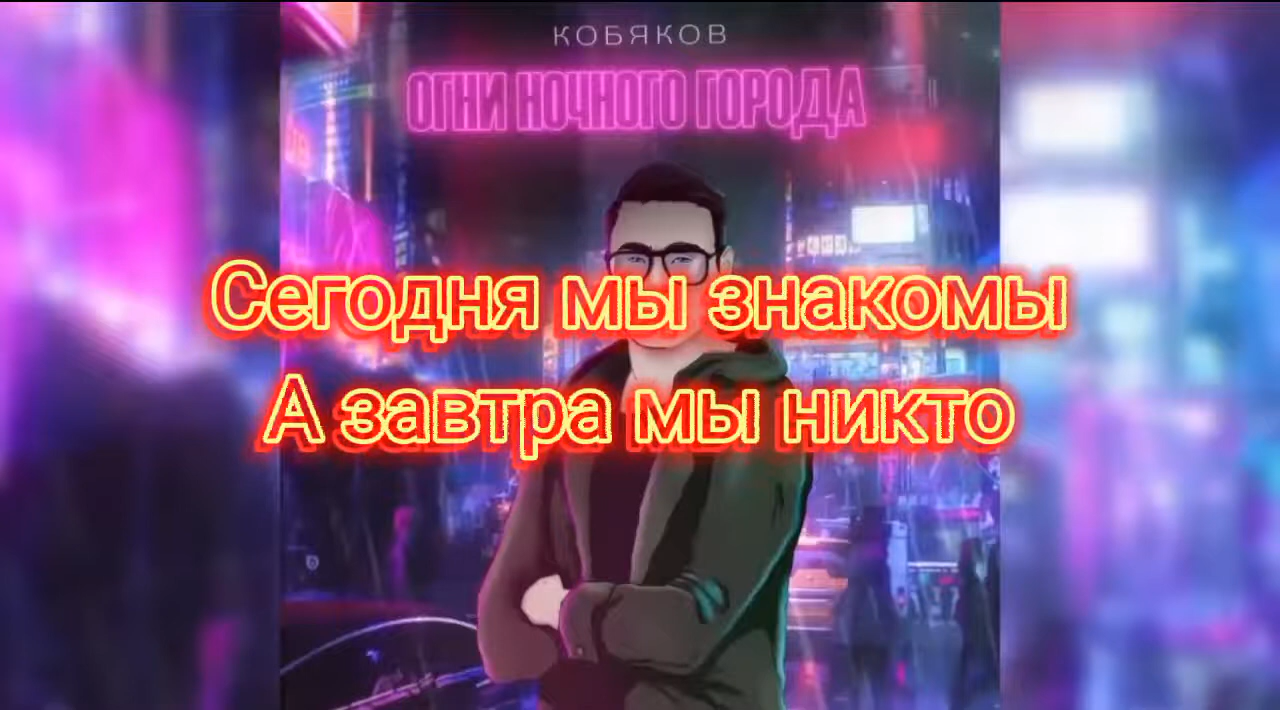 КОБЯКОВ
ОГНИ НОЧНОГО ГОРОДА
Сегодня мы знакомы
А завтра мы никто